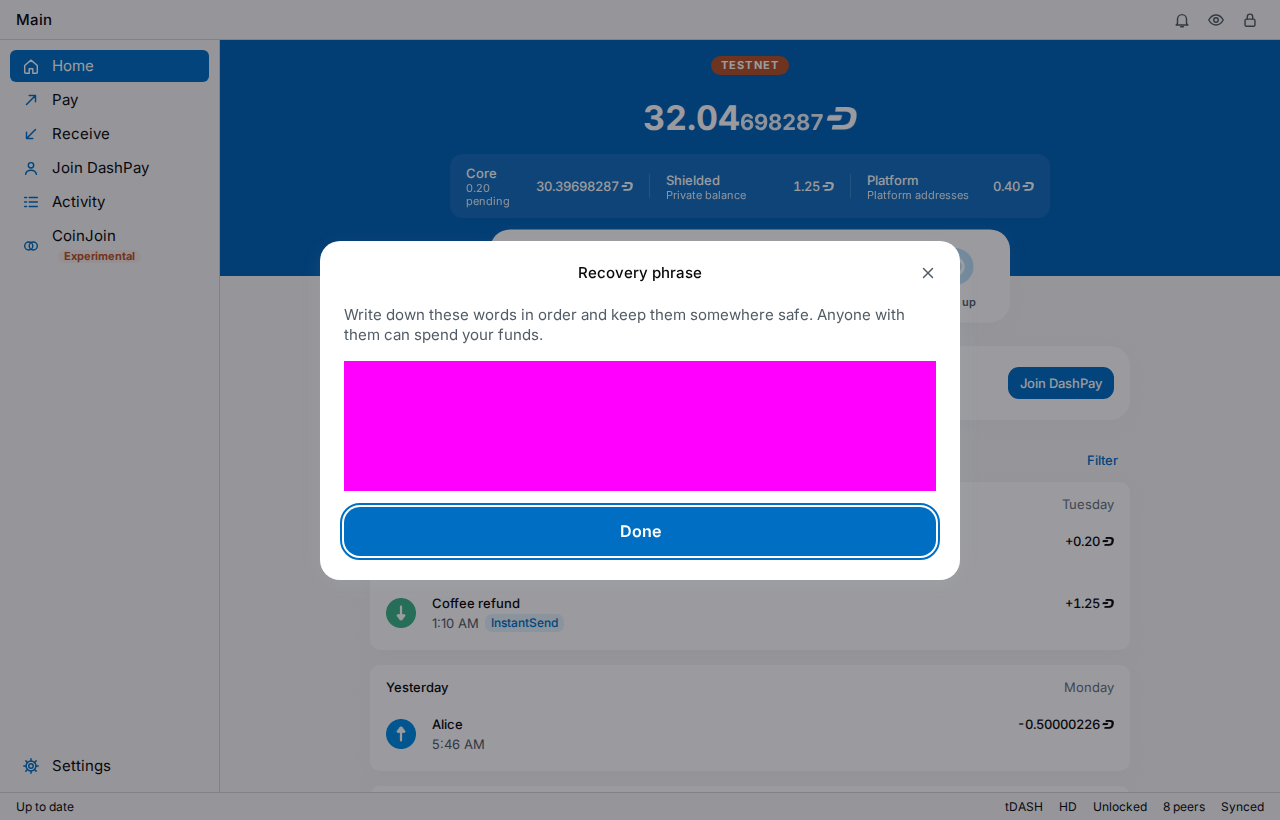 Main
TESTNET
32.04698287
Home
Pay
Receive
Join DashPay
Activity
CoinJoin
Experimental
Settings
Core
0.20
pending
30.39698287
Shielded
Private balance
1.25
Platform
Platform addresses
0.40
up
Recovery phrase
Write down these words in order and keep them somewhere safe. Anyone with
them can spend your funds.
Done
Join DashPay
Filter
Tuesday
+0.20
Coffee refund
+1.25
1:10 AM InstantSend
Yesterday
Monday
Alice
-0.50000226
5:46 AM
Up to date
tDASH HD Unlocked 8 peers Synced